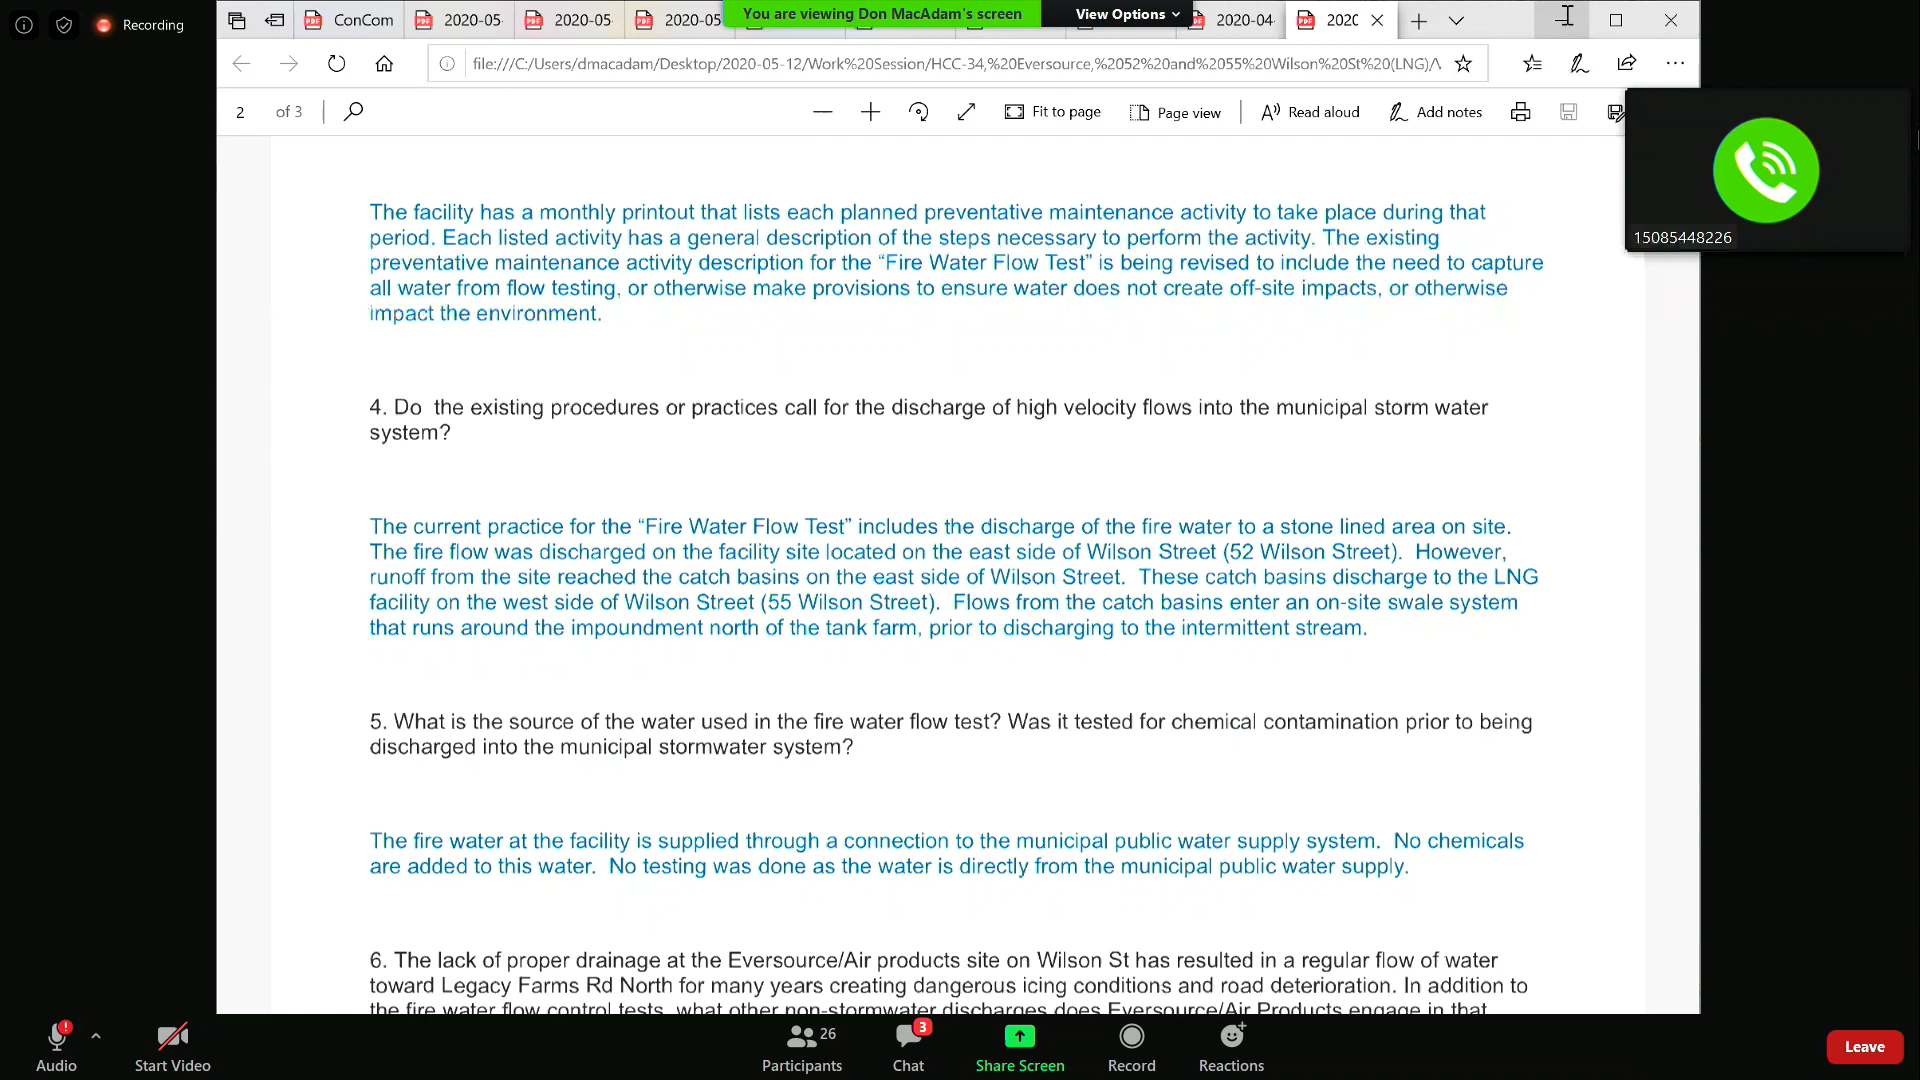 Recording
ConCom
2020-05
2020-05
2020-05
You are viewing Don MacAdam's screen
View Options
2020-04
2020
file:///C:/Users/dmacadam/Desktop/2020-05-12/Work%20Session/HCC-34,%20Eversource,%2052%20and%2055%20Wilson%20St%20(LNG)/
2 of 3
Fit to page
Page view
Read aloud
Add notes
15085448226
The facility has a monthly printout that lists each planned preventative maintenance activity to take place during that
period. Each listed activity has a general description of the steps necessary to perform the activity. The existing
preventative maintenance activity description for the “Fire Water Flow Test” is being revised to include the need to capture
all water from flow testing, or otherwise make provisions to ensure water does not create off-site impacts, or otherwise
impact the environment.
4. Do the existing procedures or practices call for the discharge of high velocity flows into the municipal storm water
system?
The current practice for the “Fire Water Flow Test” includes the discharge of the fire water to a stone lined area on site.
The fire flow was discharged on the facility site located on the east side of Wilson Street (52 Wilson Street). However,
runoff from the site reached the catch basins on the east side of Wilson Street. These catch basins discharge to the LNG
facility on the west side of Wilson Street (55 Wilson Street). Flows from the catch basins enter an on-site swale system
that runs around the impoundment north of the tank farm, prior to discharging to the intermittent stream.
5. What is the source of the water used in the fire water flow test? Was it tested for chemical contamination prior to being
discharged into the municipal stormwater system?
The fire water at the facility is supplied through a connection to the municipal public water supply system. No chemicals
are added to this water. No testing was done as the water is directly from the municipal public water supply.
6. The lack of proper drainage at the Eversource/Air products site on Wilson St has resulted in a regular flow of water
toward Legacy Farms Rd North for many years creating dangerous icing conditions and road deterioration. In addition to
the fire water flow control tests, what other non-stormwater discharges does Eversource/Air Products engage in that
Audio
Start Video
26
Participants
3
Chat
Share Screen
Record
Reactions
Leave